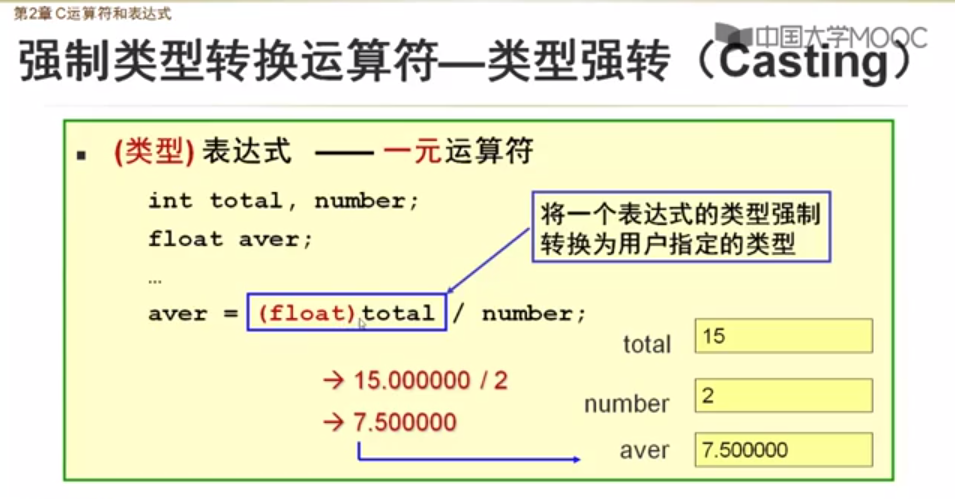 第2章 C运算符和表达式
中国大学MOOC
强制类型转换运算符—类型强转（Casting）
▪ (类型) 表达式 —— 一元运算符
int total, number;
float aver;
…
aver = (float)total / number;
将一个表达式的类型强制
转换为用户指定的类型
→ 15.000000 / 2
→ 7.500000
total 15
number 2
aver 7.500000